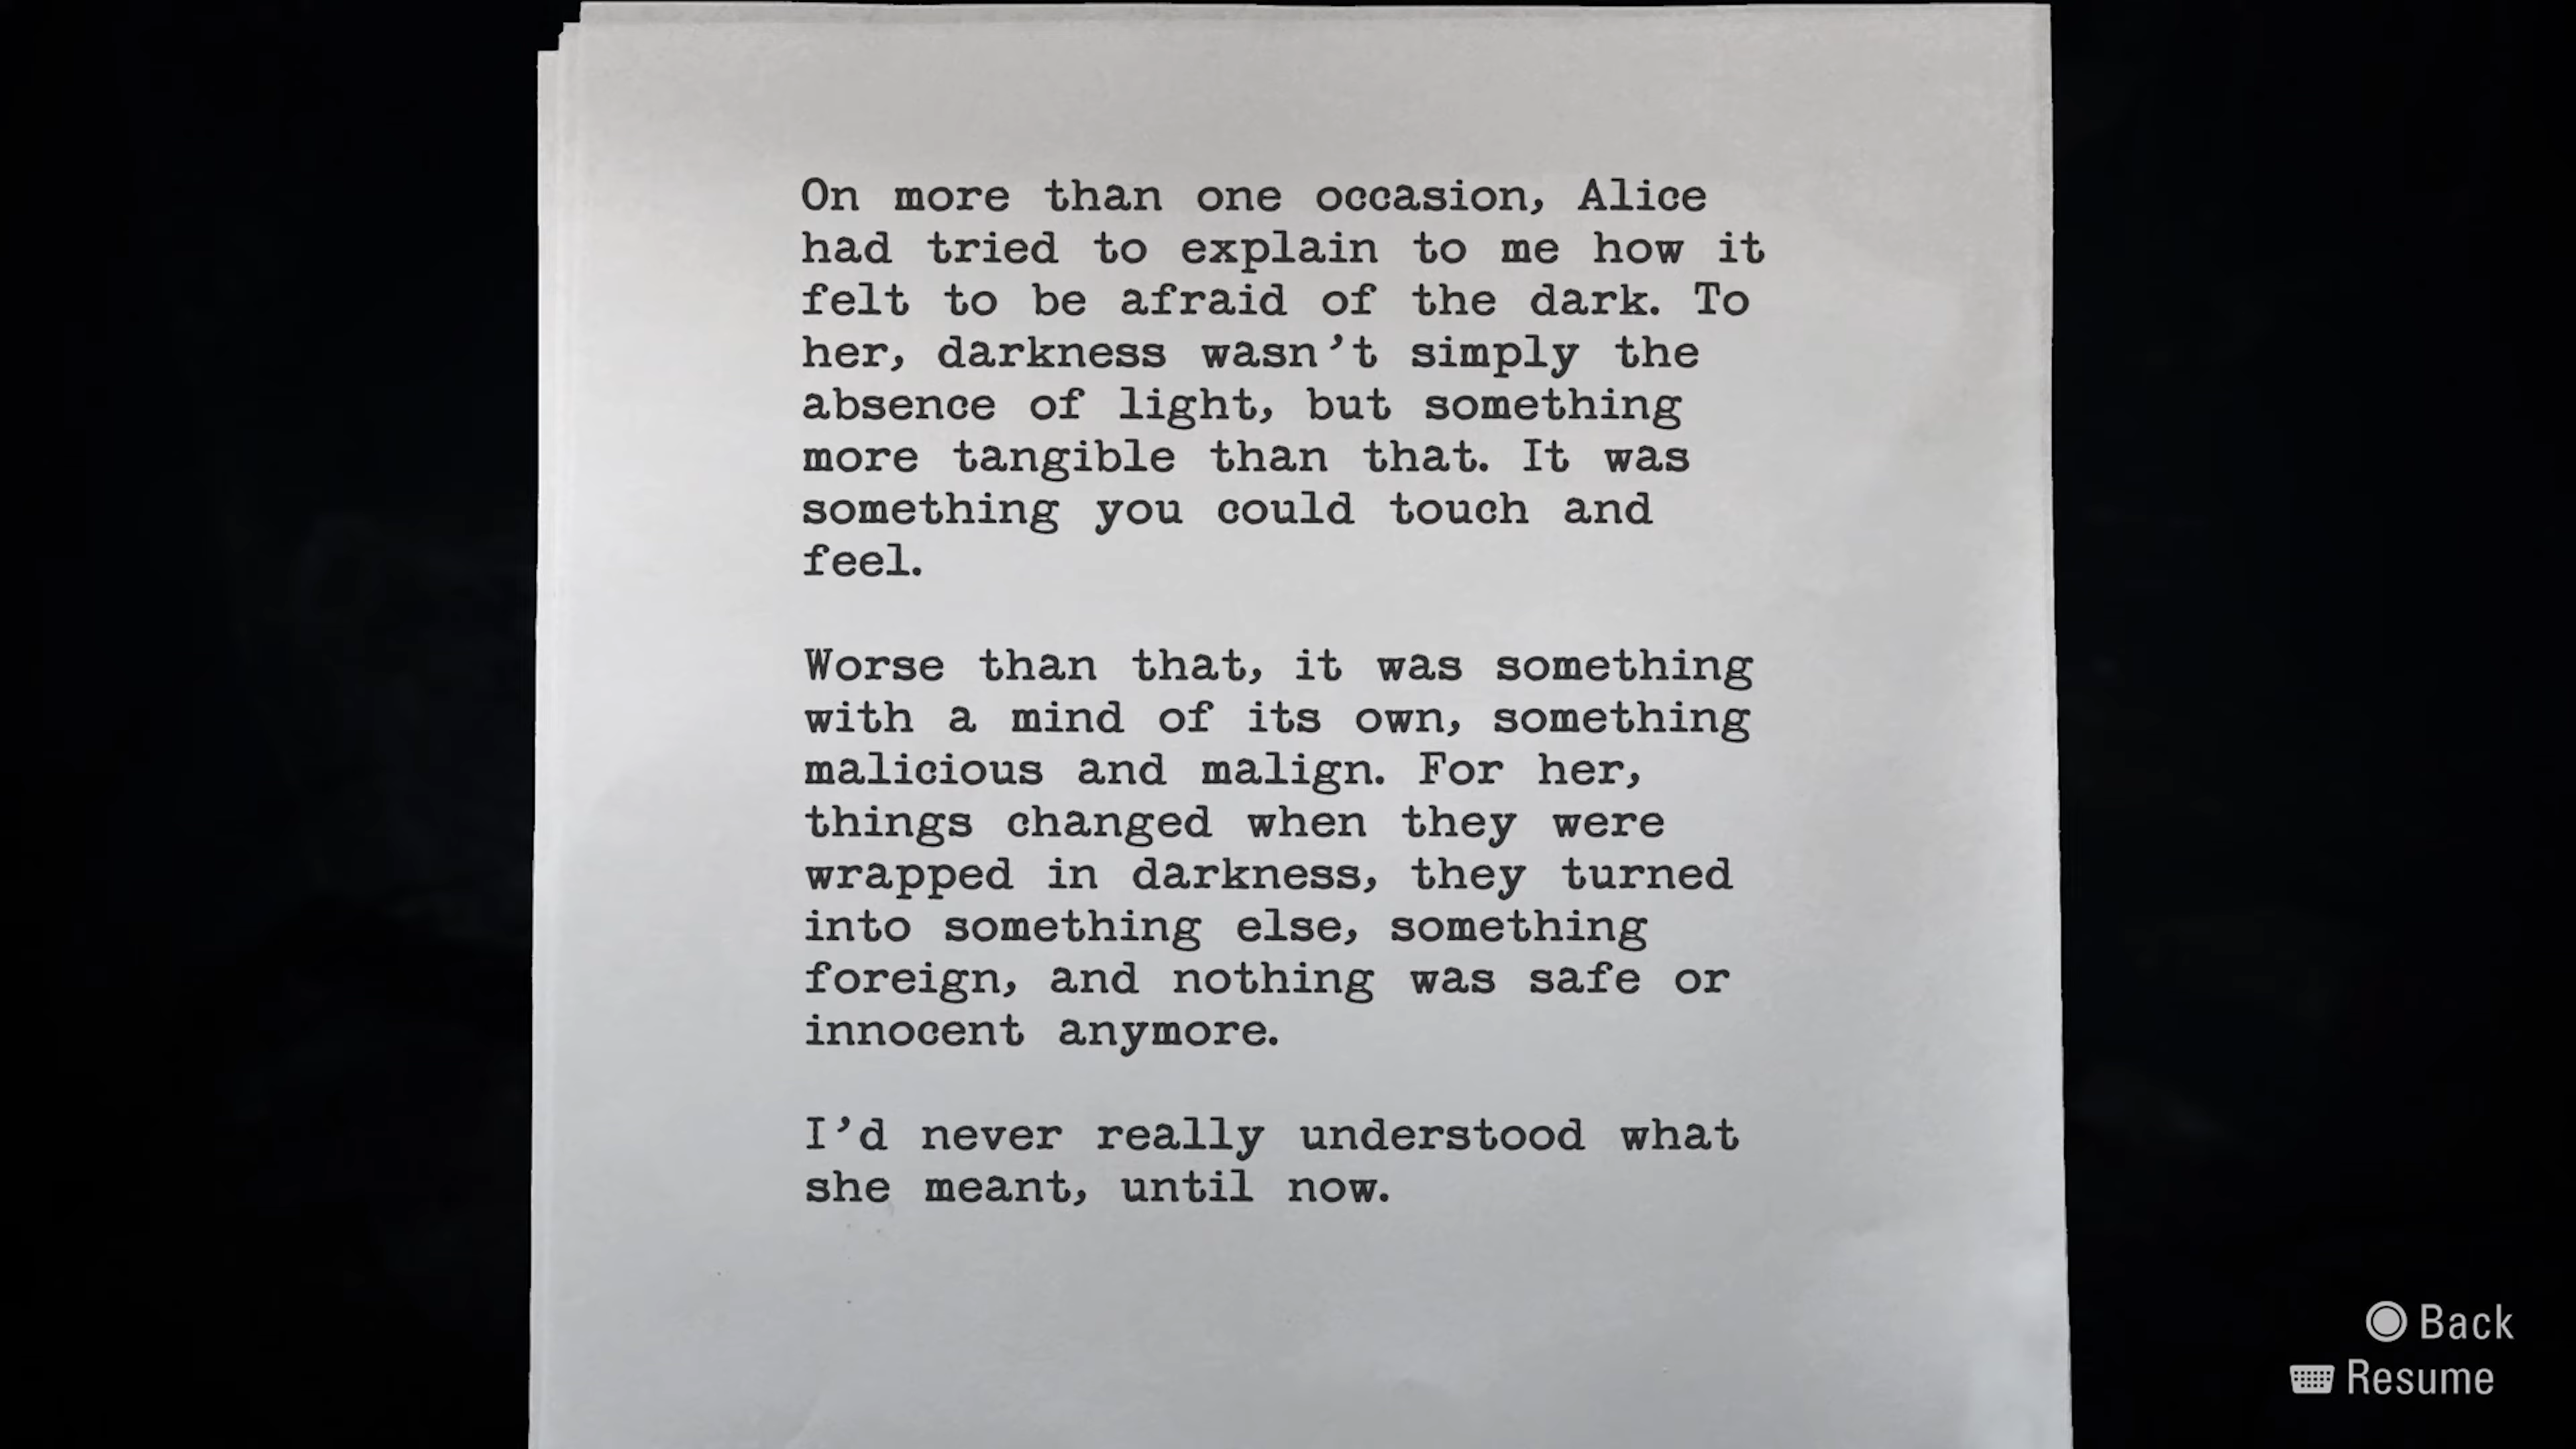 On more than one occasion, Alice
had tried to explain to me how it
felt to be afraid of the dark. To
her, darkness wasn't simply the
absence of light, but something
more tangible than that. It was
something you could touch and
feel.
Worse than that, it was something
with a mind of its own, something
malicious and malign. For her,
things changed when they were
wrapped in darkness, they turned
into something else, something
foreign, and nothing was safe or
innocent anymore.
I'd never really understood what
she meant, until now.
Back
Resume